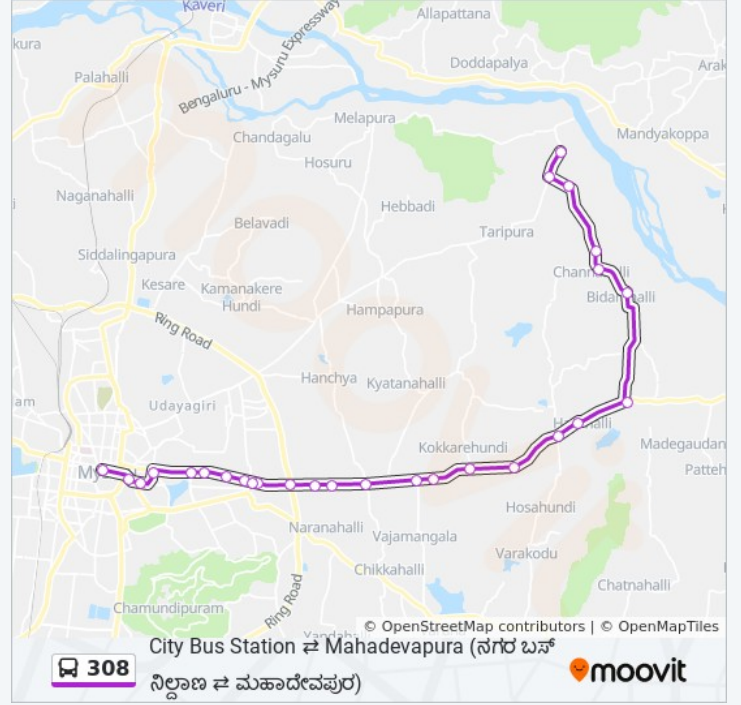 Kaveri
Allapattana
kura
Palahalli
Bengaluru - Mysuru Expressway
Doddapalya
Arak
Melapura
Chandagalu
Mandyakoppa
Hosuru
Naganahalli
Hebbadi
Belavadi
Taripura
Siddalingapura
Kesare
Kamanakere
Hundi
Hampapura
Ring Road
Hanchya
Kyatanahalli
am
Udayagiri
Kokkarehundi
Madegaudan
Patteh
Hosahundi
Naranahalli
Vajamangala
Varakodu
Chikkahalli
Chatnahalli
Ring Road
Chamundipuram
© OpenStreetMap contributors | © OpenMapTiles
308
City Bus Station ⇄ Mahadevapura (ನಗರ ಬಸ್
ನಿಲ್ದಾಣ ⇄ ಮಹಾದೇವಪುರ)
moovit